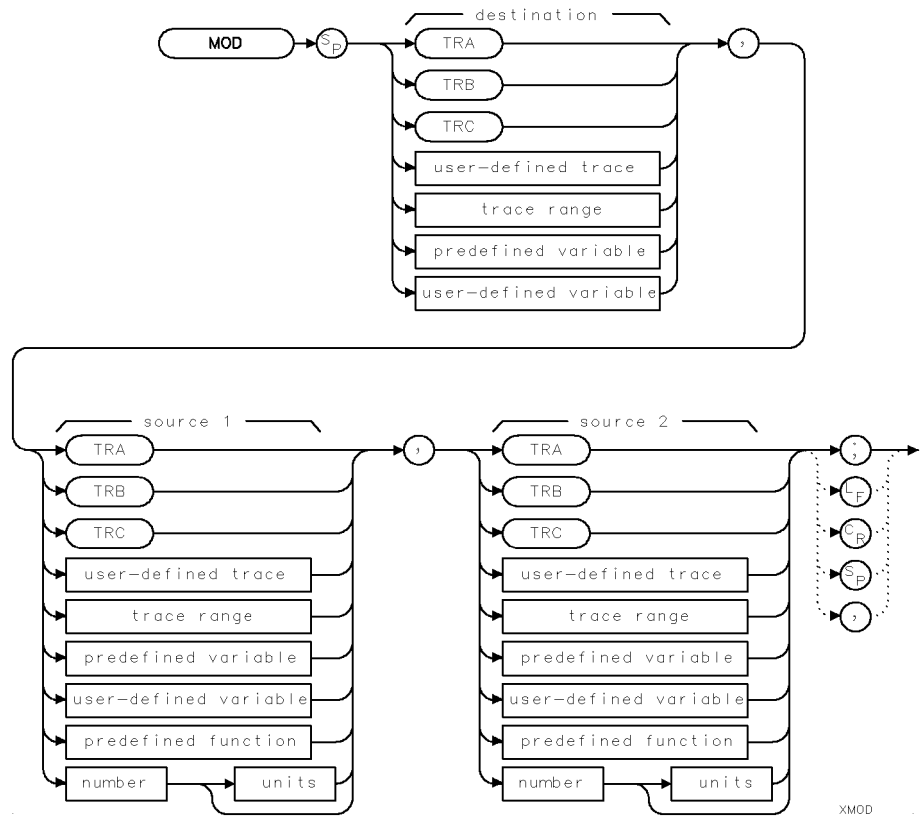 destination
MOD SP TRA ,
TRB
TRC
user-defined trace
trace range
predefined variable
user-defined variable
source 1 source 2
TRA , TRA ;
TRB TRB LF
TRC TRC CR
user-defined trace user-defined trace SP
trace range trace range ,
predefined variable predefined variable
user-defined variable user-defined variable
predefined function predefined function
number units number units
XMOD